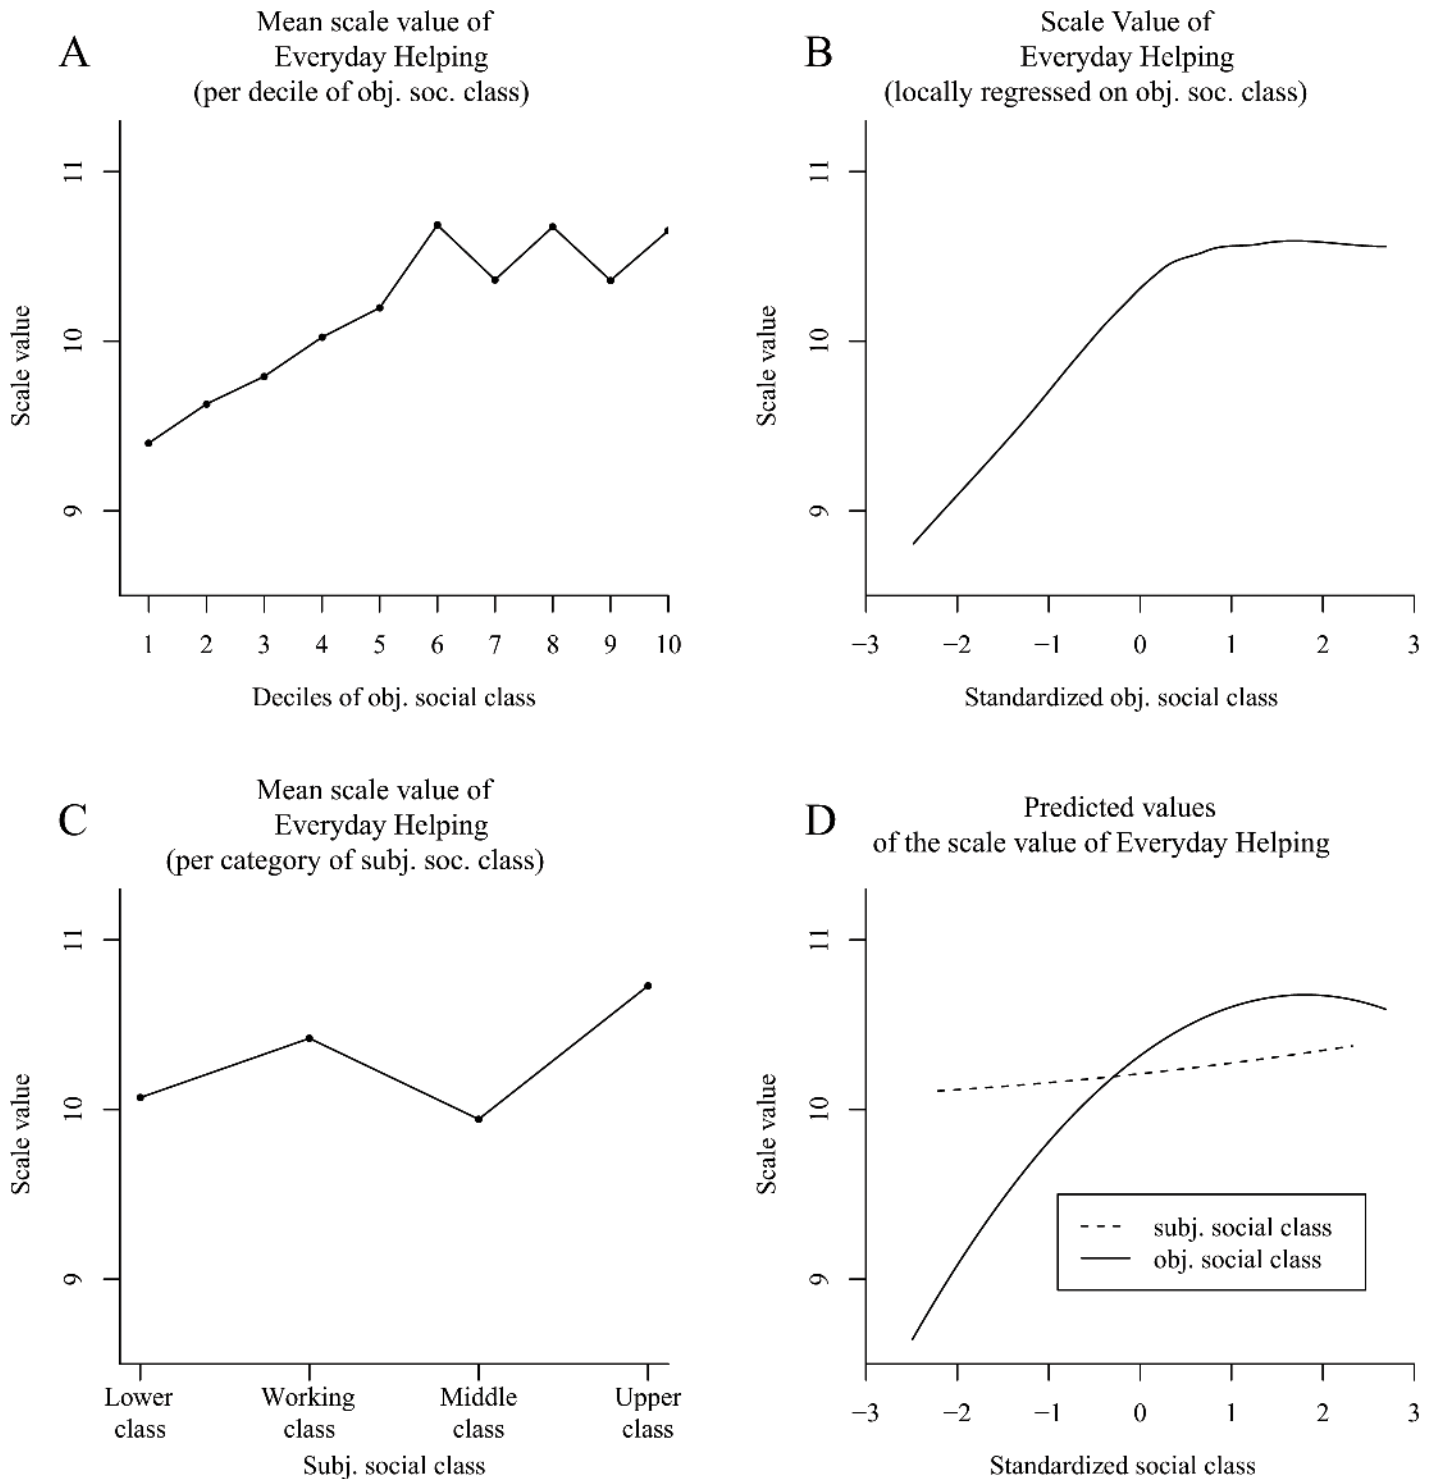 A
Mean scale value of
Everyday Helping
(per decile of obj. soc. class)
11
10
9
Scale value
1 2 3 4 5 6 7 8 9 10
Deciles of obj. social class
B
Scale Value of
Everyday Helping
(locally regressed on obj. soc. class)
11
10
9
Scale value
−3 −2 −1 0 1 2 3
Standardized obj. social class
C
Mean scale value of
Everyday Helping
(per category of subj. soc. class)
11
10
9
Scale value
Lower Working Middle Upper
class class class class
Subj. social class
D
Predicted values
of the scale value of Everyday Helping
11
10
9
Scale value
subj. social class
obj. social class
−3 −2 −1 0 1 2 3
Standardized social class